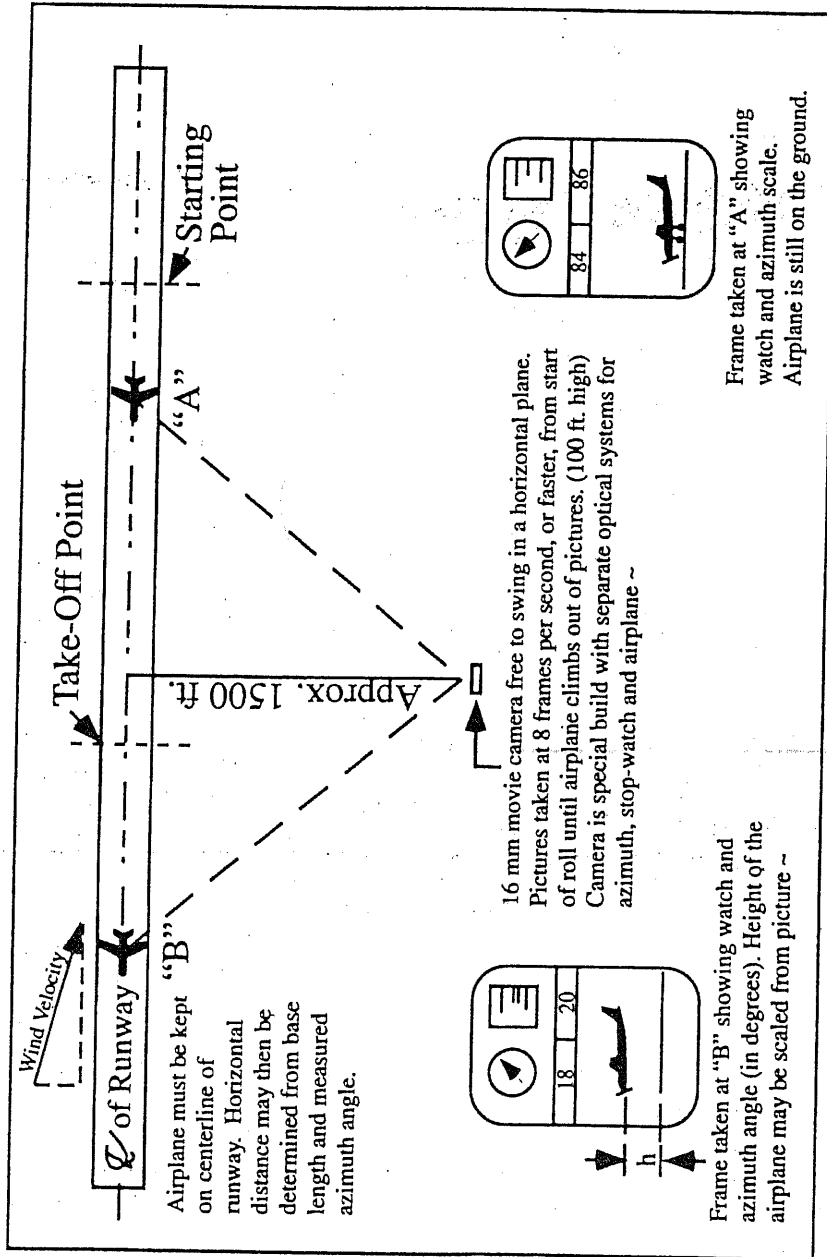 Wind Velocity
℄ of Runway
Take-Off Point
Starting
Point
"B"
"A"
Airplane must be kept
on centerline of
runway. Horizontal
distance may then be
determined from base
length and measured
azimuth angle.
Approx. 1500 ft.
16 mm movie camera free to swing in a horizontal plane.
Pictures taken at 8 frames per second, or faster, from start
of roll until airplane climbs out of pictures. (100 ft. high)
Camera is special build with separate optical systems for
azimuth, stop-watch and airplane ~
18 20
h
Frame taken at "B" showing watch and
azimuth angle (in degrees). Height of the
airplane may be scaled from picture ~
84 86
Frame taken at "A" showing
watch and azimuth scale.
Airplane is still on the ground.